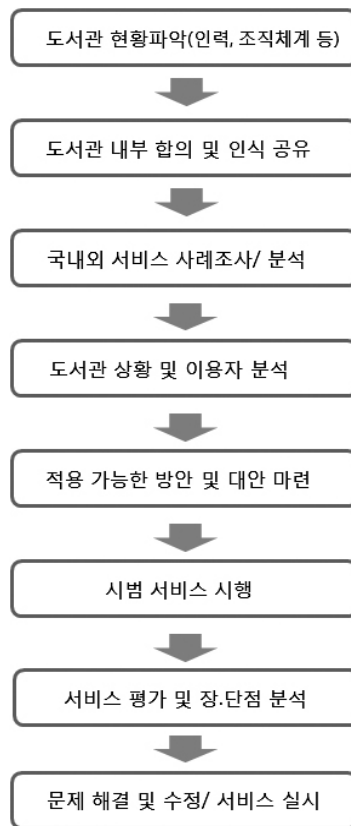 도서관 현황파악(인력, 조직체계 등)
도서관 내부 합의 및 인식 공유
국내외 서비스 사례조사/ 분석
도서관 상황 및 이용자 분석
적용 가능한 방안 및 대안 마련
시범 서비스 시행
서비스 평가 및 장.단점 분석
문제 해결 및 수정/ 서비스 실시